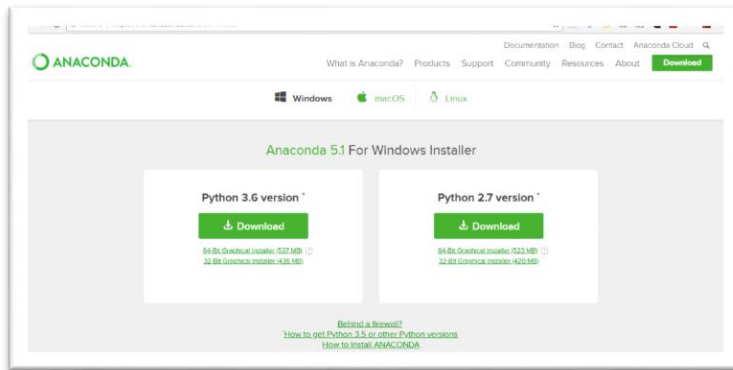 Documentation Blog Contact Anaconda Cloud
ANACONDA.
What is Anaconda? Products Support Community Resources About Download
Windows macOS Linux
Anaconda 5.1 For Windows Installer
Python 3.6 version *
Download
64-Bit Graphical Installer (537 MB) ?
32-Bit Graphical Installer (436 MB)
Python 2.7 version *
Download
64-Bit Graphical Installer (523 MB) ?
32-Bit Graphical Installer (420 MB)
Behind a firewall?
*How to get Python 3.5 or other Python versions
How to Install ANACONDA